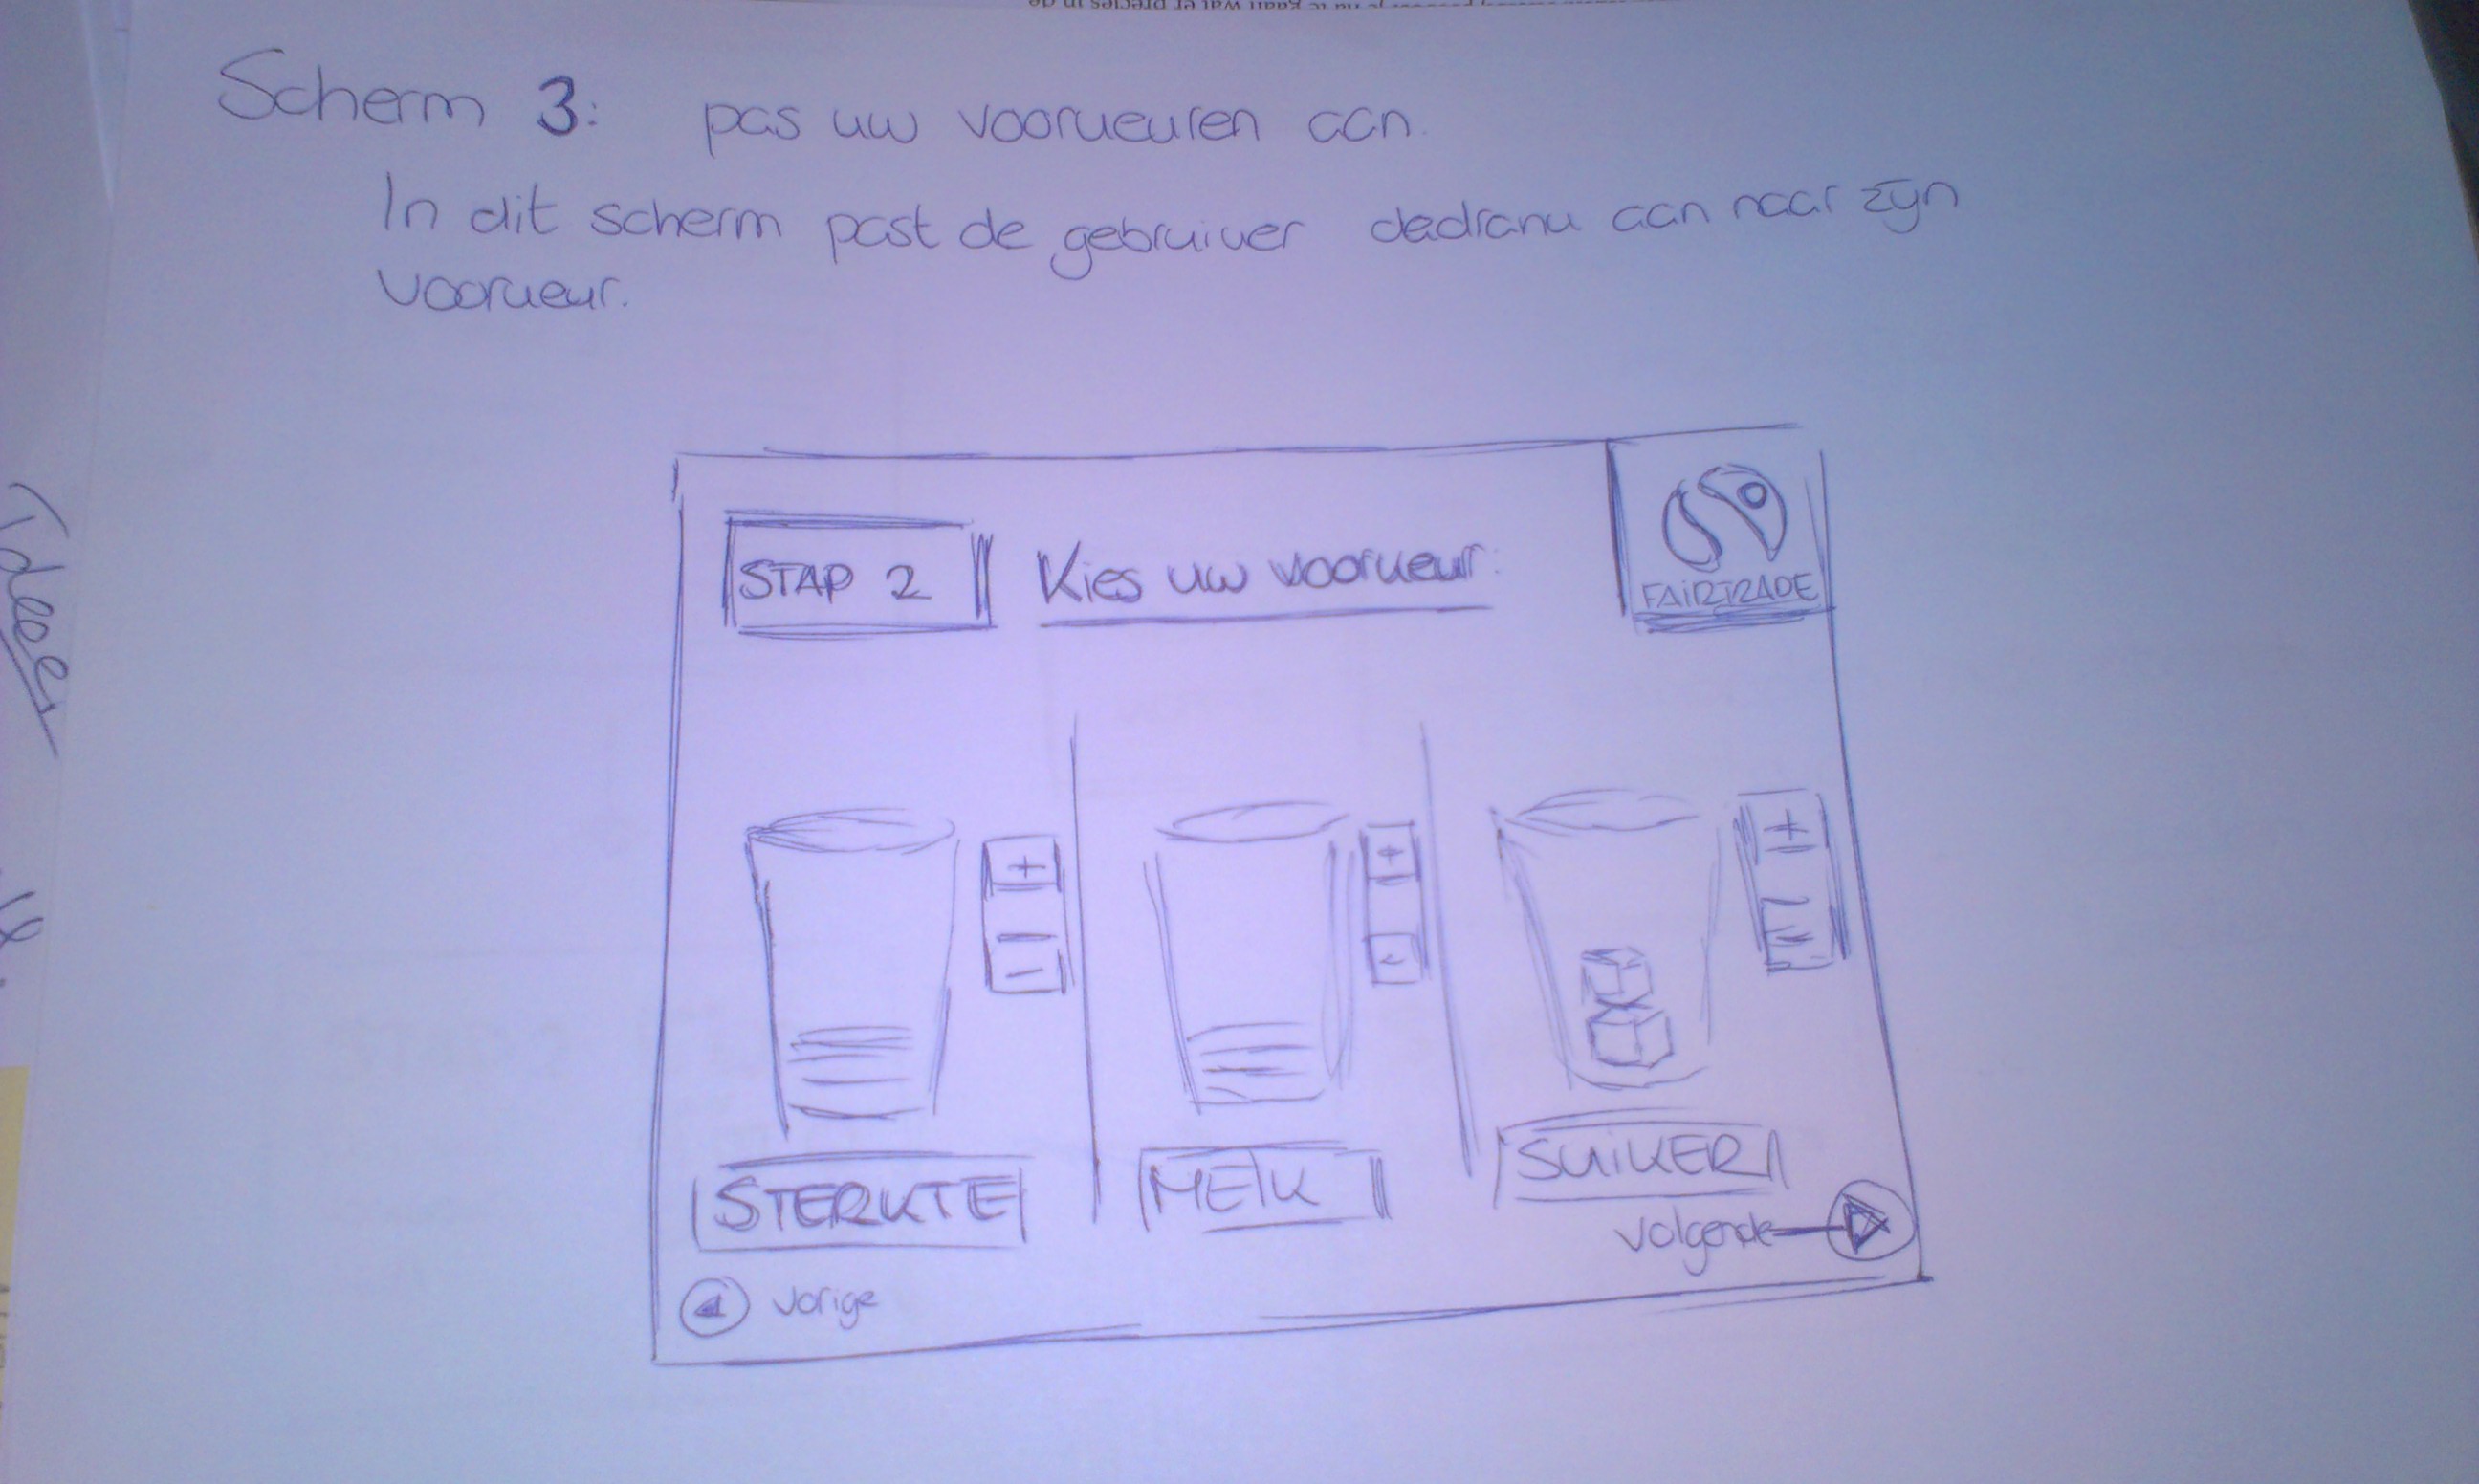 Scherm 3: pas uw voorkeuren aan.
In dit scherm past de gebruiker dedrank aan naar zijn
voorkeur.
STAP 2 Kies uw voorkeur:
FAIRTRADE
+ + +
- - -
STERKTE MELK SUIKER
volgende
vorige
Ideeën